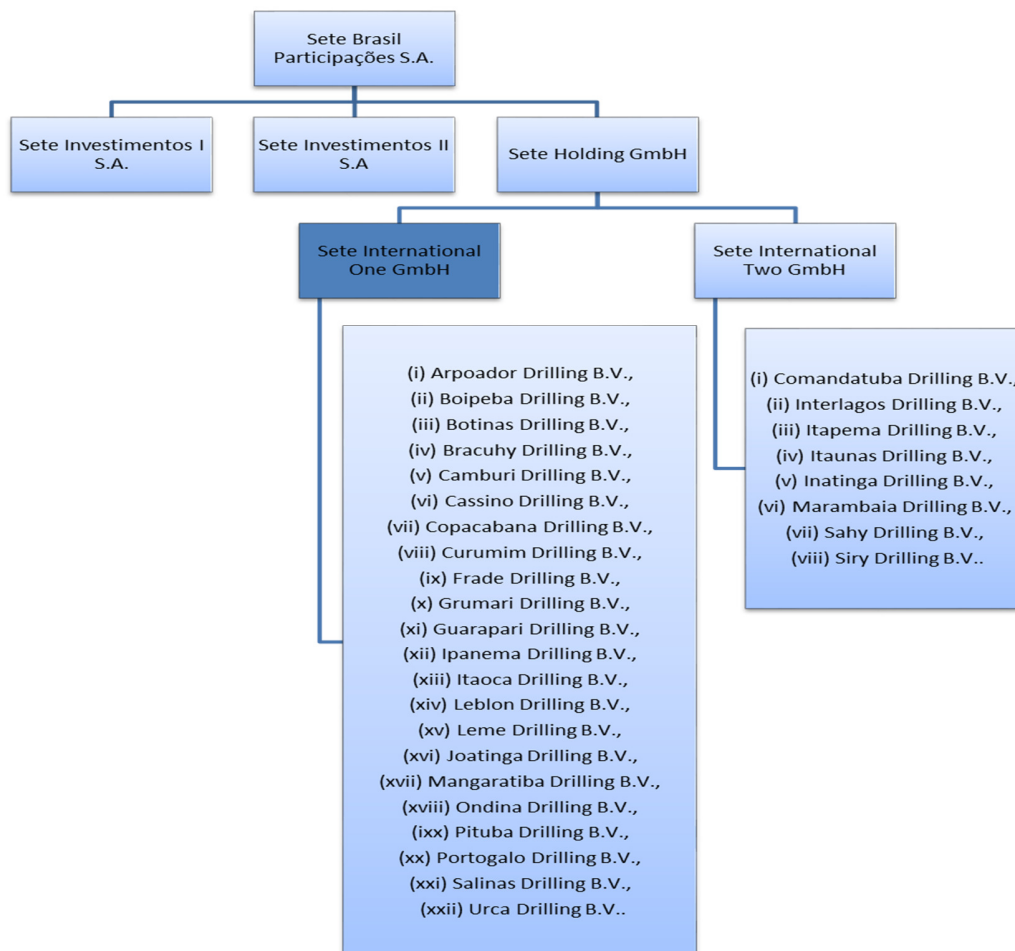 Sete Brasil
Participações S.A.
Sete Investimentos I
S.A.
Sete Investimentos II
S.A
Sete Holding GmbH
Sete International
One GmbH
Sete International
Two GmbH
(i) Arpoador Drilling B.V.,
(ii) Boipeba Drilling B.V.,
(iii) Botinas Drilling B.V.,
(iv) Bracuhy Drilling B.V.,
(v) Camburi Drilling B.V.,
(vi) Cassino Drilling B.V.,
(vii) Copacabana Drilling B.V.,
(viii) Curumim Drilling B.V.,
(ix) Frade Drilling B.V.,
(x) Grumari Drilling B.V.,
(xi) Guarapari Drilling B.V.,
(xii) Ipanema Drilling B.V.,
(xiii) Itaoca Drilling B.V.,
(xiv) Leblon Drilling B.V.,
(xv) Leme Drilling B.V.,
(xvi) Joatinga Drilling B.V.,
(xvii) Mangaratiba Drilling B.V.,
(xviii) Ondina Drilling B.V.,
(ixx) Pituba Drilling B.V.,
(xx) Portogalo Drilling B.V.,
(xxi) Salinas Drilling B.V.,
(xxii) Urca Drilling B.V..
(i) Comandatuba Drilling B.V.,
(ii) Interlagos Drilling B.V.,
(iii) Itapema Drilling B.V.,
(iv) Itaunas Drilling B.V.,
(v) Inatinga Drilling B.V.,
(vi) Marambaia Drilling B.V.,
(vii) Sahy Drilling B.V.,
(viii) Siry Drilling B.V..